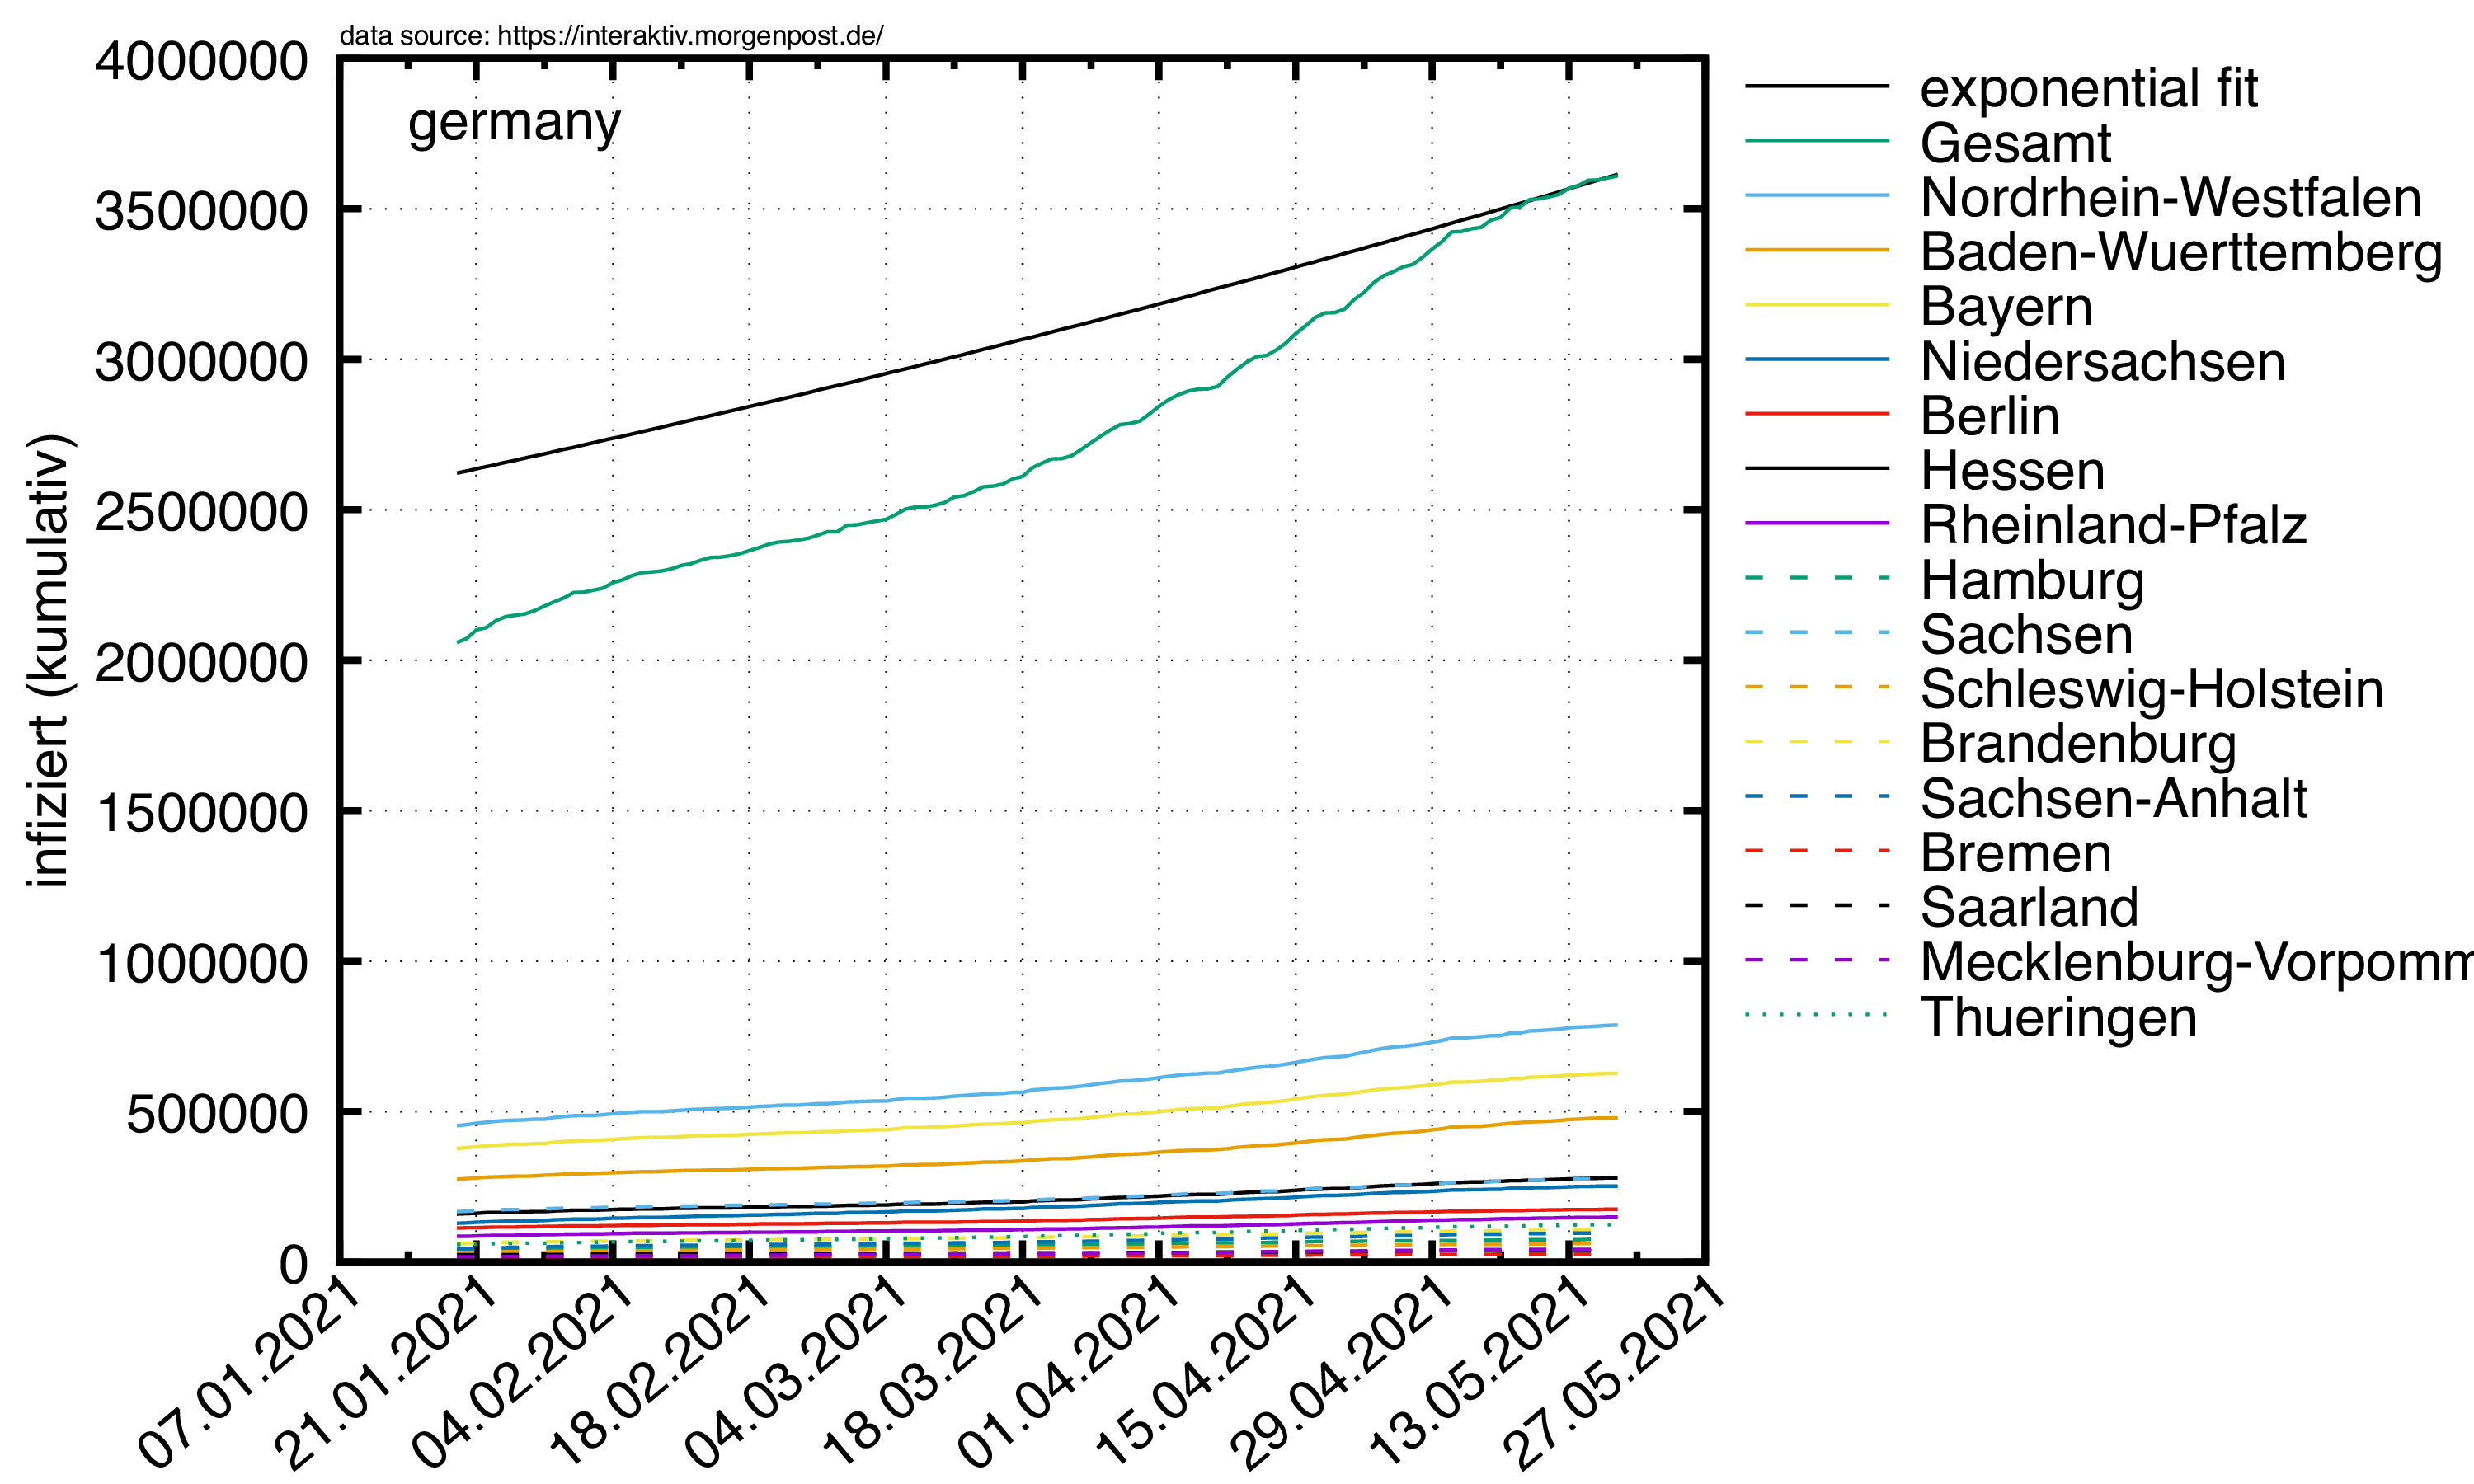 data source: https://interaktiv.morgenpost.de/
germany
infiziert (kumulativ)
4000000
3500000
3000000
2500000
2000000
1500000
1000000
500000
0
07.01.2021
21.01.2021
04.02.2021
18.02.2021
04.03.2021
18.03.2021
01.04.2021
15.04.2021
29.04.2021
13.05.2021
27.05.2021
exponential fit
Gesamt
Nordrhein-Westfalen
Baden-Wuerttemberg
Bayern
Niedersachsen
Berlin
Hessen
Rheinland-Pfalz
Hamburg
Sachsen
Schleswig-Holstein
Brandenburg
Sachsen-Anhalt
Bremen
Saarland
Mecklenburg-Vorpomm
Thueringen